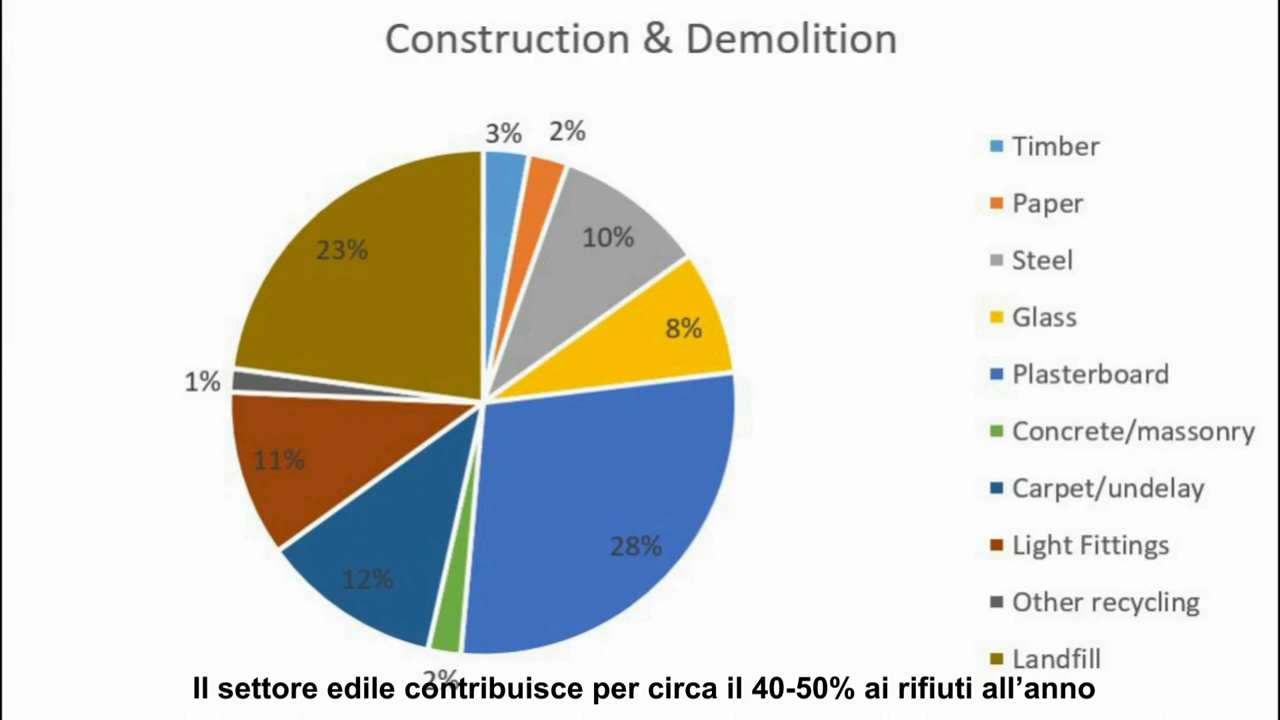 Construction & Demolition
3%
2%
10%
8%
28%
2%
12%
11%
1%
23%
Timber
Paper
Steel
Glass
Plasterboard
Concrete/massonry
Carpet/undelay
Light Fittings
Other recycling
Landfill
Il settore edile contribuisce per circa il 40-50% ai rifiuti all’anno